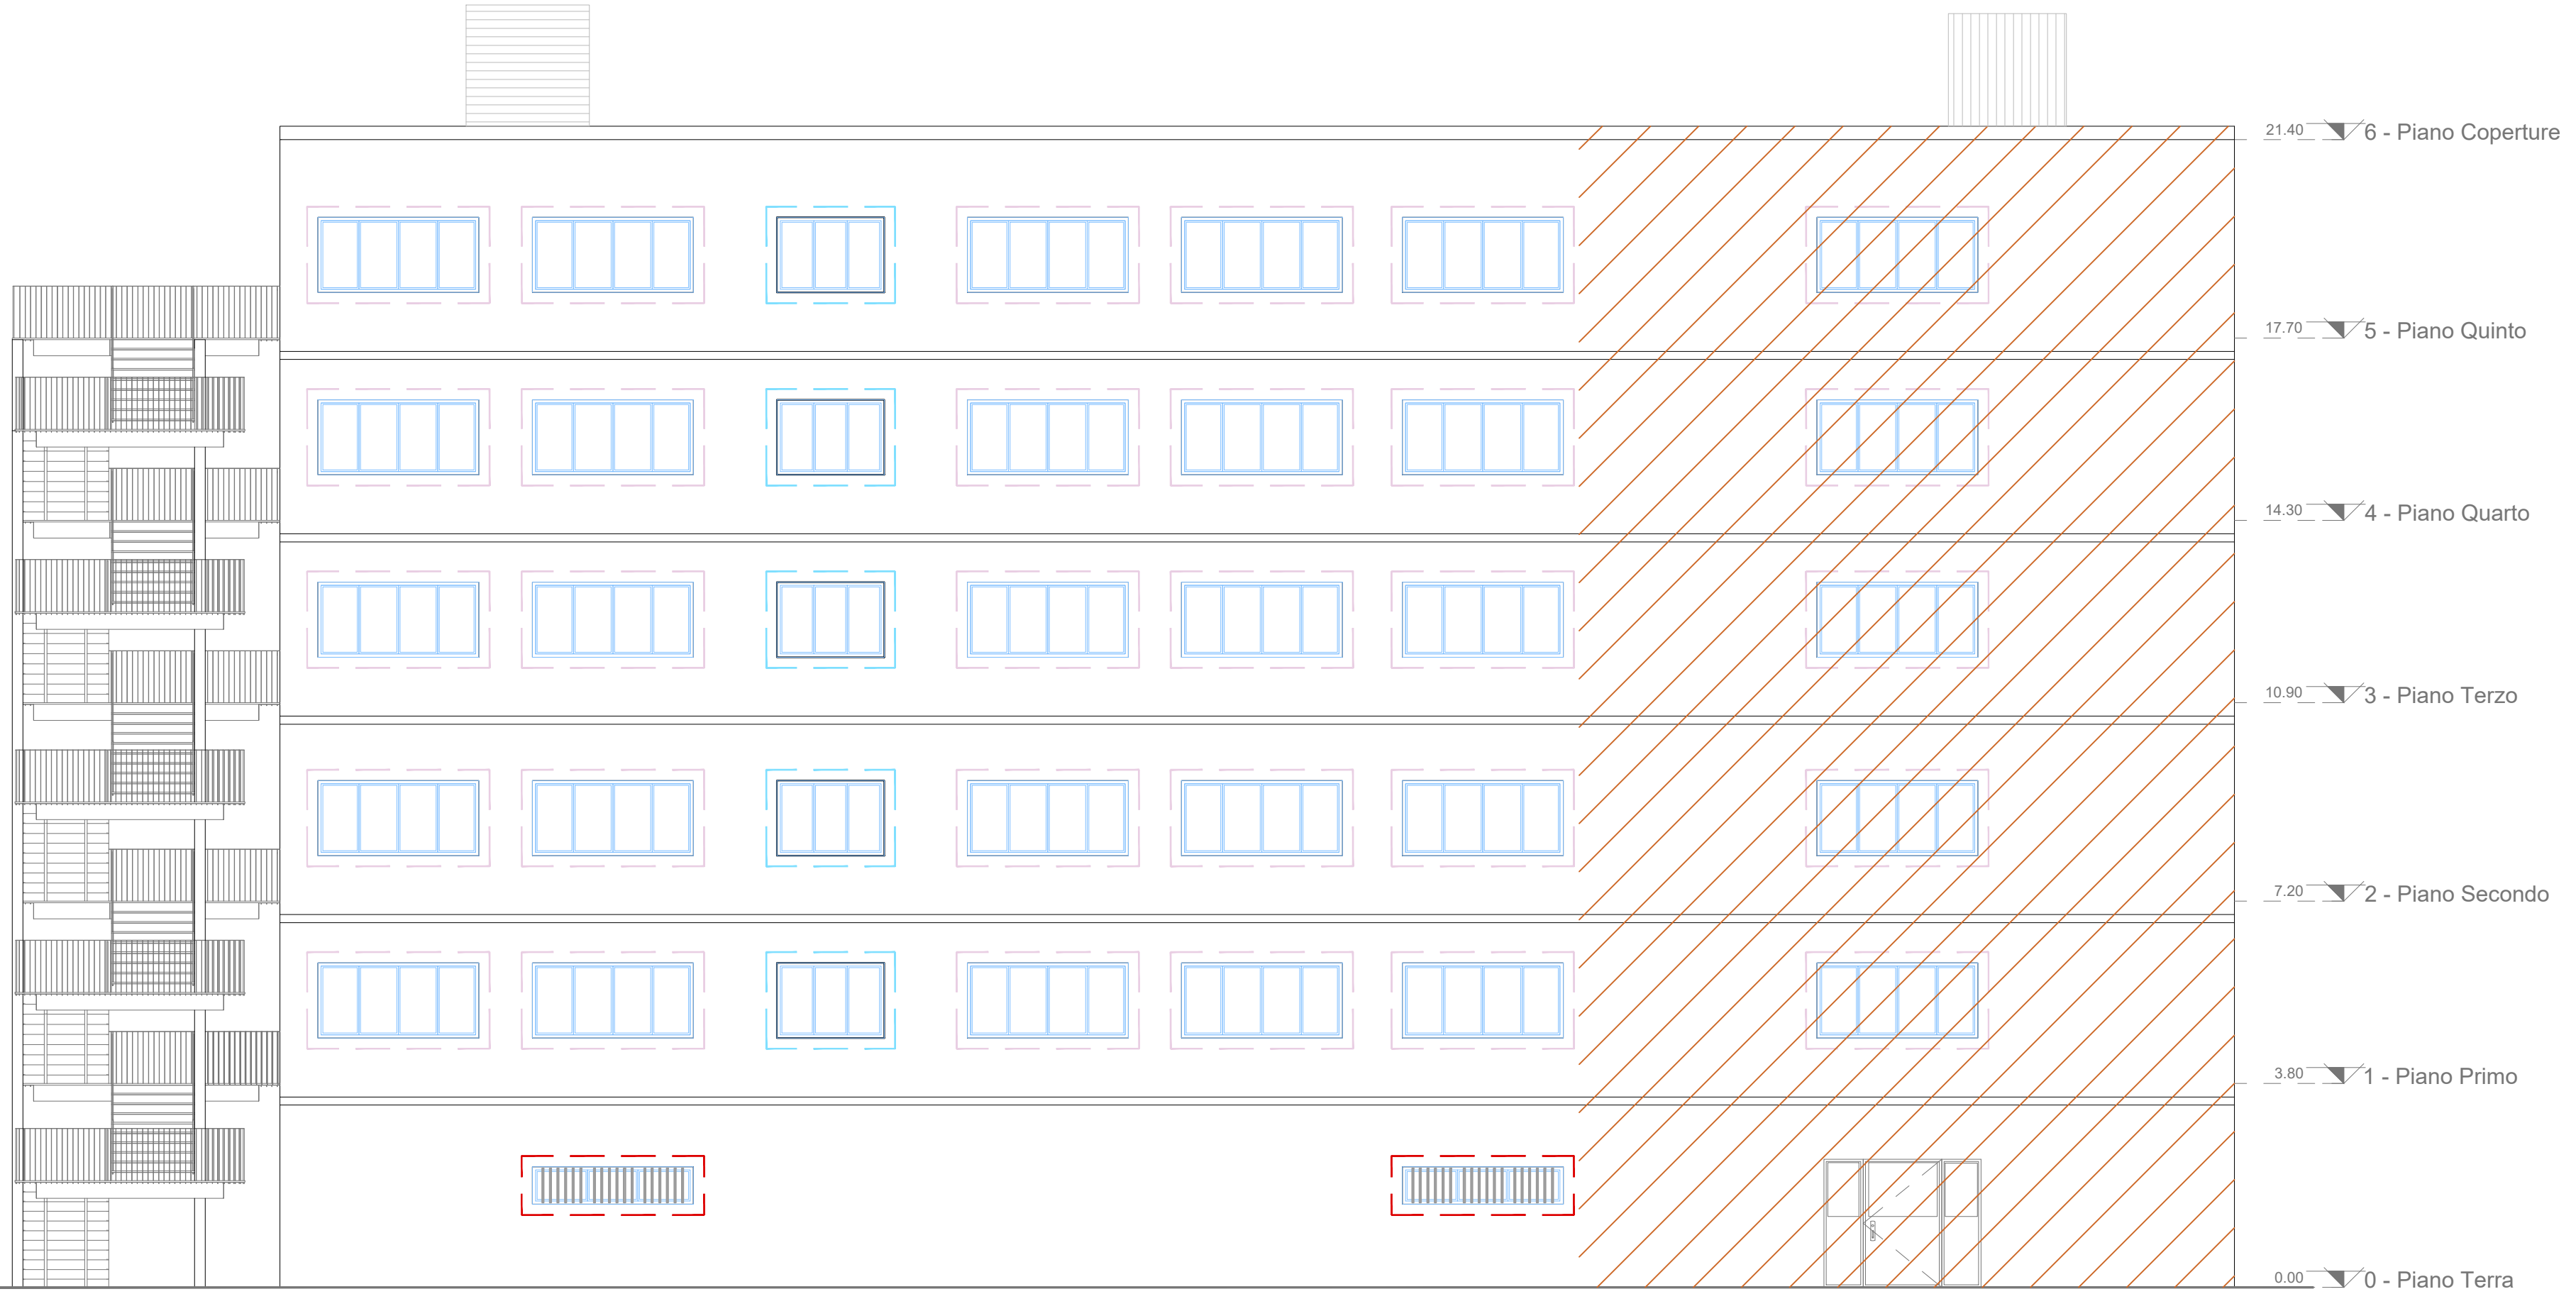 21.40 6 - Piano Coperture
17.70 5 - Piano Quinto
14.30 4 - Piano Quarto
10.90 3 - Piano Terzo
7.20 2 - Piano Secondo
3.80 1 - Piano Primo
0.00 0 - Piano Terra